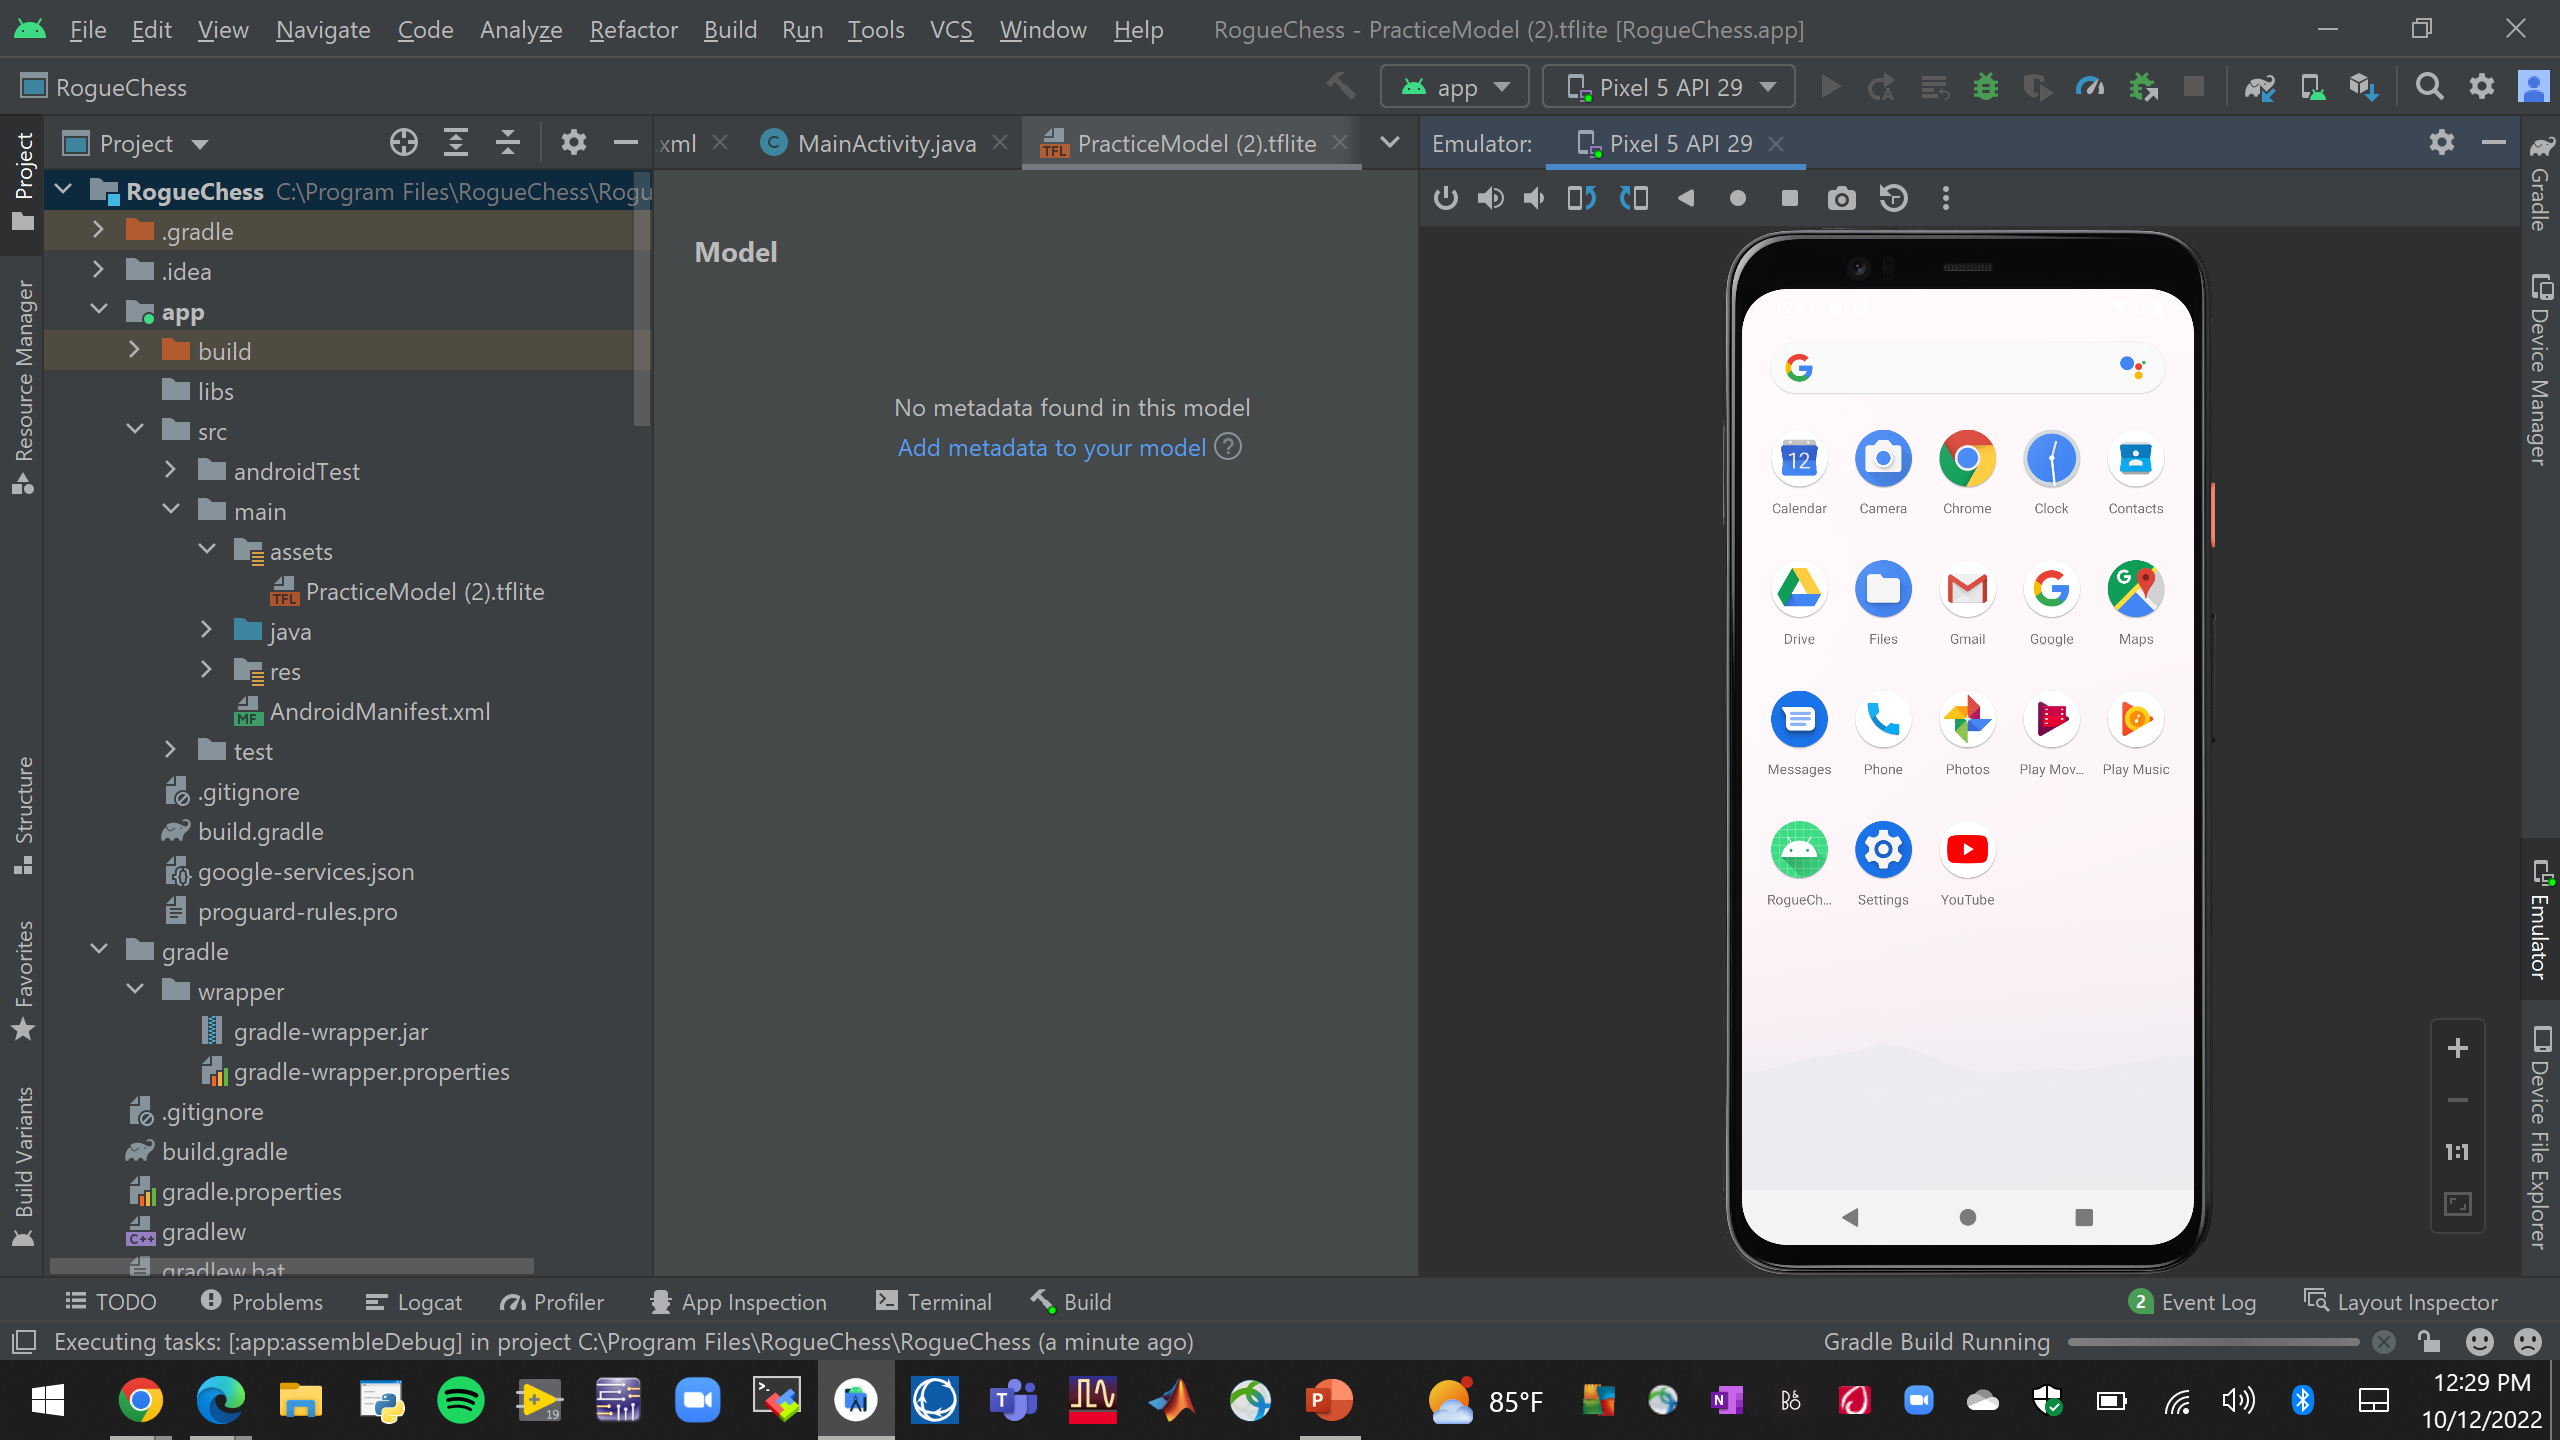 File Edit View Navigate Code Analyze Refactor Build Run Tools VCS Window Help RogueChess - PracticeModel (2).tflite [RogueChess.app]
RogueChess app Pixel 5 API 29
Project
xml MainActivity.java PracticeModel (2).tflite
Emulator: Pixel 5 API 29
Project
Resource Manager
Structure
Favorites
Build Variants
RogueChess C:\Program Files\RogueChess\Rogu
.gradle
.idea
app
build
libs
src
androidTest
main
assets
PracticeModel (2).tflite
java
res
AndroidManifest.xml
test
.gitignore
build.gradle
google-services.json
proguard-rules.pro
gradle
wrapper
gradle-wrapper.jar
gradle-wrapper.properties
.gitignore
build.gradle
gradle.properties
gradlew
gradlew.bat
Model
No metadata found in this model
Add metadata to your model ?
12
Calendar Camera Chrome Clock Contacts
Drive Files Gmail Google Maps
Messages Phone Photos Play Mov... Play Music
RogueCh... Settings YouTube
1:1
Gradle
Device Manager
Emulator
Device File Explorer
TODO Problems Logcat Profiler App Inspection Terminal Build 2 Event Log Layout Inspector
Executing tasks: [:app:assembleDebug] in project C:\Program Files\RogueChess\RogueChess (a minute ago) Gradle Build Running
19
85°F
12:29 PM
10/12/2022